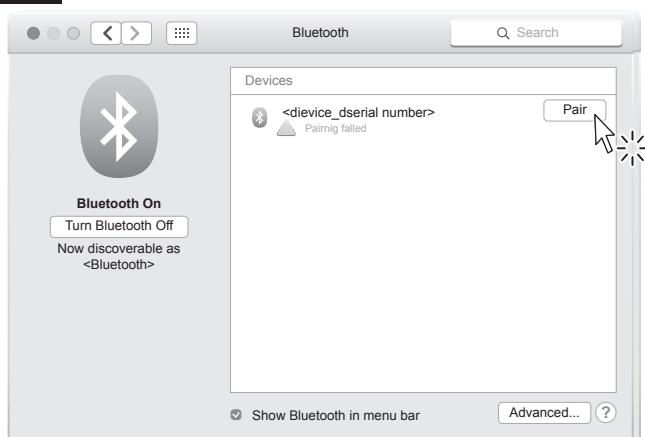 Bluetooth
Search
Devices
<dievice_dserial number>
Pair
Pairnig falled
Bluetooth On
Turn Bluetooth Off
Now discoverable as
<Bluetooth>
Show Bluetooth in menu bar
Advanced...
?